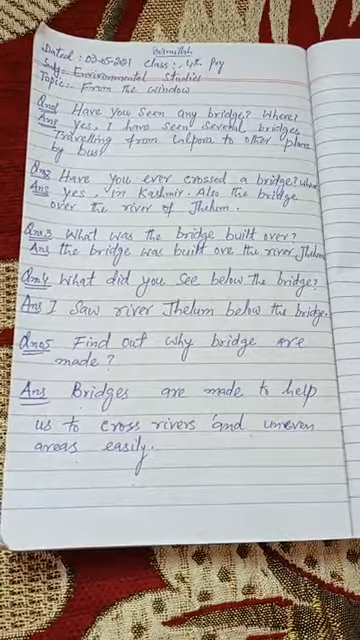 Bismillah
Dated : 03-05-201 class :- 4th pry
Sub :- Environmental Studies
Topic :- From the window
Qno1 Have you Seen any bridge? Where?
Ans yes, I have seen several bridges
Travelling from Lalpora to other places
by bus.
Qno2 Have you ever crossed a bridge? where
Ans yes, in Kashmir. Also the bridge
over the river of Jhelum.
Qno3 What was the bridge built over?
Ans the bridge was built ove the river Jhelum
Qno4 What did you see below the bridge?
Ans I Saw river Jhelum below the bridge.
Qno5 Find out why bridge are
made?
Ans Bridges are made to help
us to cross rivers and uneven
areas easily.